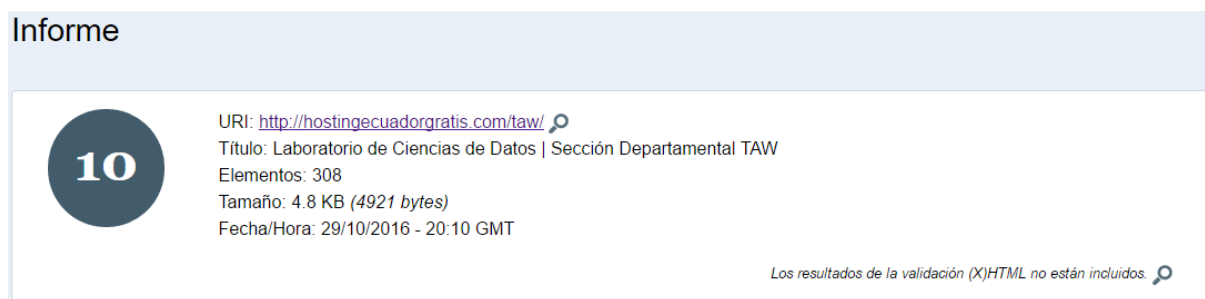 Informe
10
URI: http://hostingecuadorgratis.com/taw/
Título: Laboratorio de Ciencias de Datos | Sección Departamental TAW
Elementos: 308
Tamaño: 4.8 KB (4921 bytes)
Fecha/Hora: 29/10/2016 - 20:10 GMT
Los resultados de la validación (X)HTML no están incluidos.